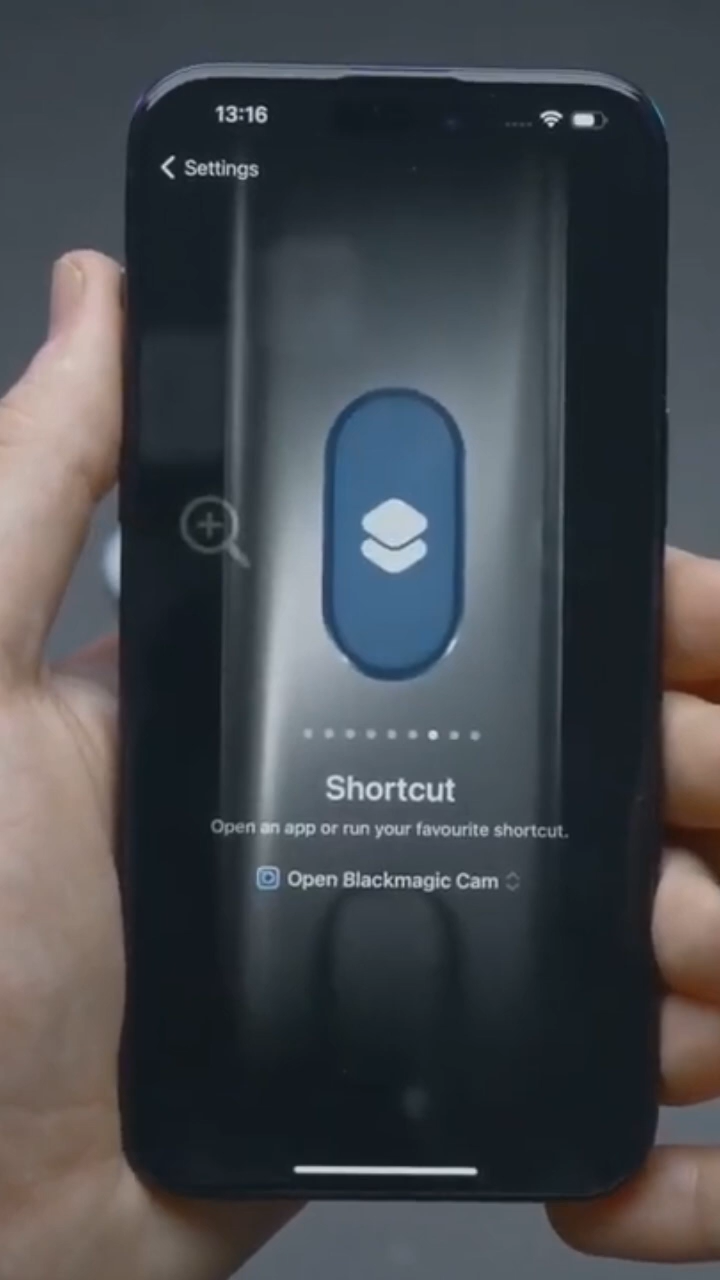 13:16
Settings
Shortcut
Open an app or run your favourite shortcut.
Open Blackmagic Cam